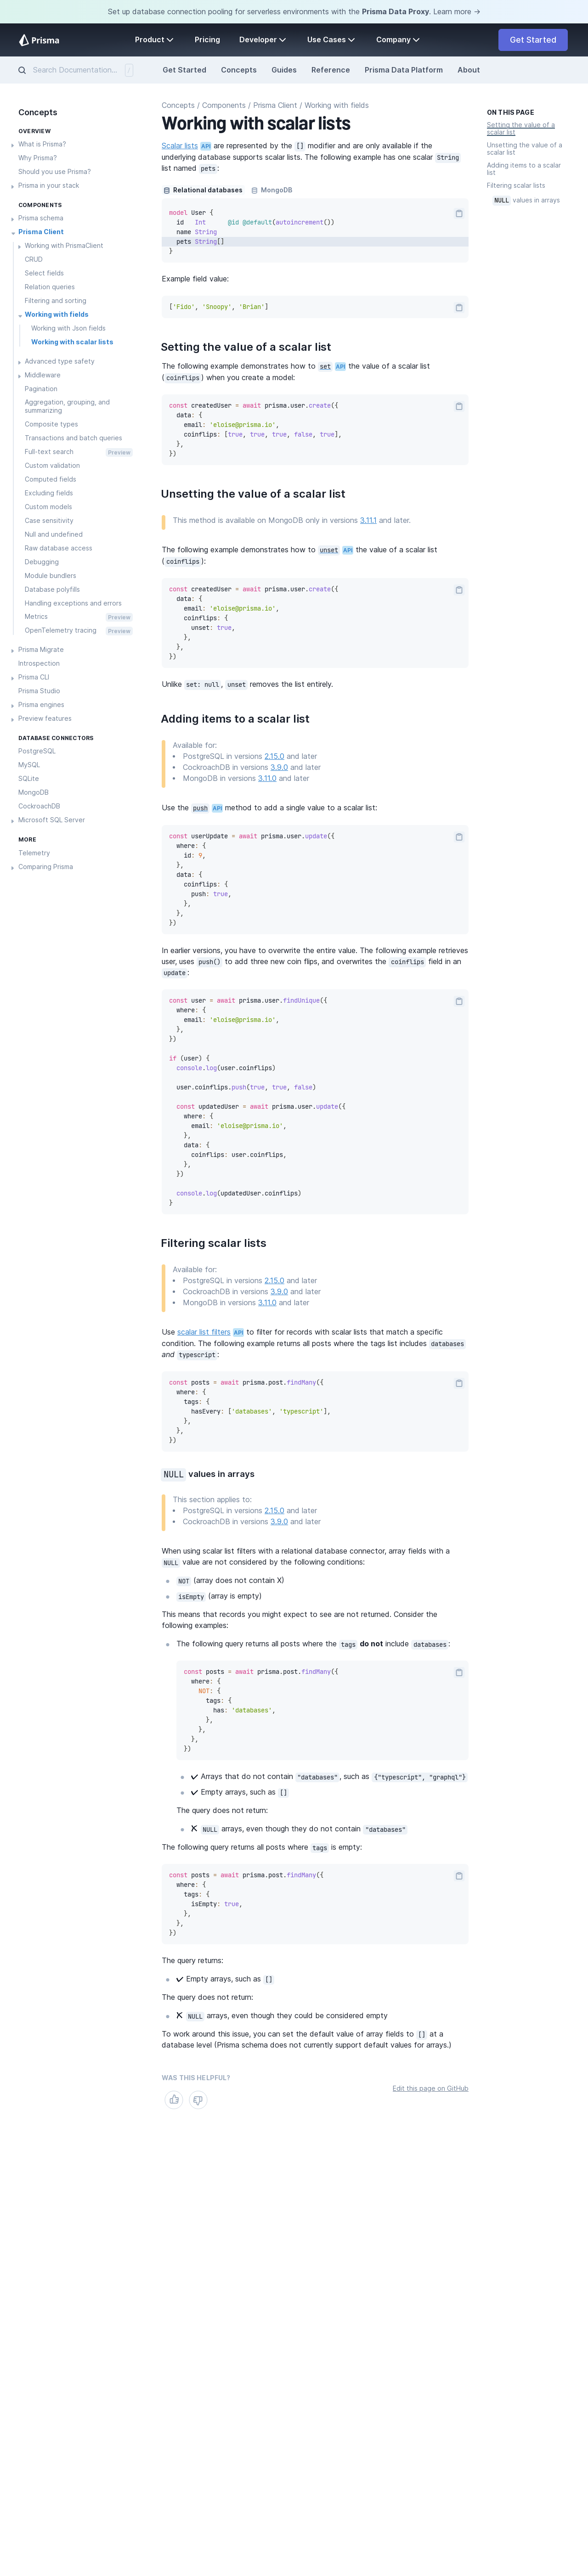 Set up database connection pooling for serverless environments with the Prisma Data Proxy. Learn more →
Prisma
Product
Pricing
Developer
Use Cases
Company
Get Started
Search Documentation...
/
Get Started
Concepts
Guides
Reference
Prisma Data Platform
About
Concepts
OVERVIEW
What is Prisma?
Why Prisma?
Should you use Prisma?
Prisma in your stack
COMPONENTS
Prisma schema
Prisma Client
Working with PrismaClient
CRUD
Select fields
Relation queries
Filtering and sorting
Working with fields
Working with Json fields
Working with scalar lists
Advanced type safety
Middleware
Pagination
Aggregation, grouping, and
summarizing
Composite types
Transactions and batch queries
Full-text search Preview
Custom validation
Computed fields
Excluding fields
Custom models
Case sensitivity
Null and undefined
Raw database access
Debugging
Module bundlers
Database polyfills
Handling exceptions and errors
Metrics Preview
OpenTelemetry tracing Preview
Prisma Migrate
Introspection
Prisma CLI
Prisma Studio
Prisma engines
Preview features
DATABASE CONNECTORS
PostgreSQL
MySQL
SQLite
MongoDB
CockroachDB
Microsoft SQL Server
MORE
Telemetry
Comparing Prisma
Concepts / Components / Prisma Client / Working with fields
Working with scalar lists
Scalar lists API are represented by the [] modifier and are only available if the
underlying database supports scalar lists. The following example has one scalar String
list named pets:
Relational databases
MongoDB
model User {
  id   Int      @id @default(autoincrement())
  name String
  pets String[]
}
Example field value:
['Fido', 'Snoopy', 'Brian']
Setting the value of a scalar list
The following example demonstrates how to set API the value of a scalar list
(coinflips) when you create a model:
const createdUser = await prisma.user.create({
  data: {
    email: 'eloise@prisma.io',
    coinflips: [true, true, true, false, true],
  },
})
Unsetting the value of a scalar list
This method is available on MongoDB only in versions 3.11.1 and later.
The following example demonstrates how to unset API the value of a scalar list
(coinflips):
const createdUser = await prisma.user.create({
  data: {
    email: 'eloise@prisma.io',
    coinflips: {
      unset: true,
    },
  },
})
Unlike set: null, unset removes the list entirely.
Adding items to a scalar list
Available for:
• PostgreSQL in versions 2.15.0 and later
• CockroachDB in versions 3.9.0 and later
• MongoDB in versions 3.11.0 and later
Use the push API method to add a single value to a scalar list:
const userUpdate = await prisma.user.update({
  where: {
    id: 9,
  },
  data: {
    coinflips: {
      push: true,
    },
  },
})
In earlier versions, you have to overwrite the entire value. The following example retrieves
user, uses push() to add three new coin flips, and overwrites the coinflips field in an
update:
const user = await prisma.user.findUnique({
  where: {
    email: 'eloise@prisma.io',
  },
})
if (user) {
  console.log(user.coinflips)
  user.coinflips.push(true, true, false)
  const updatedUser = await prisma.user.update({
    where: {
      email: 'eloise@prisma.io',
    },
    data: {
      coinflips: user.coinflips,
    },
  })
  console.log(updatedUser.coinflips)
}
Filtering scalar lists
Available for:
• PostgreSQL in versions 2.15.0 and later
• CockroachDB in versions 3.9.0 and later
• MongoDB in versions 3.11.0 and later
Use scalar list filters API to filter for records with scalar lists that match a specific
condition. The following example returns all posts where the tags list includes databases
and typescript:
const posts = await prisma.post.findMany({
  where: {
    tags: {
      hasEvery: ['databases', 'typescript'],
    },
  },
})
NULL values in arrays
This section applies to:
• PostgreSQL in versions 2.15.0 and later
• CockroachDB in versions 3.9.0 and later
When using scalar list filters with a relational database connector, array fields with a
NULL value are not considered by the following conditions:
NOT (array does not contain X)
isEmpty (array is empty)
This means that records you might expect to see are not returned. Consider the
following examples:
The following query returns all posts where the tags do not include databases:
const posts = await prisma.post.findMany({
  where: {
    NOT: {
      tags: {
        has: 'databases',
      },
    },
  },
})
✔ Arrays that do not contain "databases", such as {"typescript", "graphql"}
✔ Empty arrays, such as []
The query does not return:
✘ NULL arrays, even though they do not contain "databases"
The following query returns all posts where tags is empty:
const posts = await prisma.post.findMany({
  where: {
    tags: {
      isEmpty: true,
    },
  },
})
The query returns:
✔ Empty arrays, such as []
The query does not return:
✘ NULL arrays, even though they could be considered empty
To work around this issue, you can set the default value of array fields to [] at a
database level (Prisma schema does not currently support default values for arrays.)
WAS THIS HELPFUL?
Edit this page on GitHub
ON THIS PAGE
Setting the value of a
scalar list
Unsetting the value of a
scalar list
Adding items to a scalar
list
Filtering scalar lists
NULL values in arrays